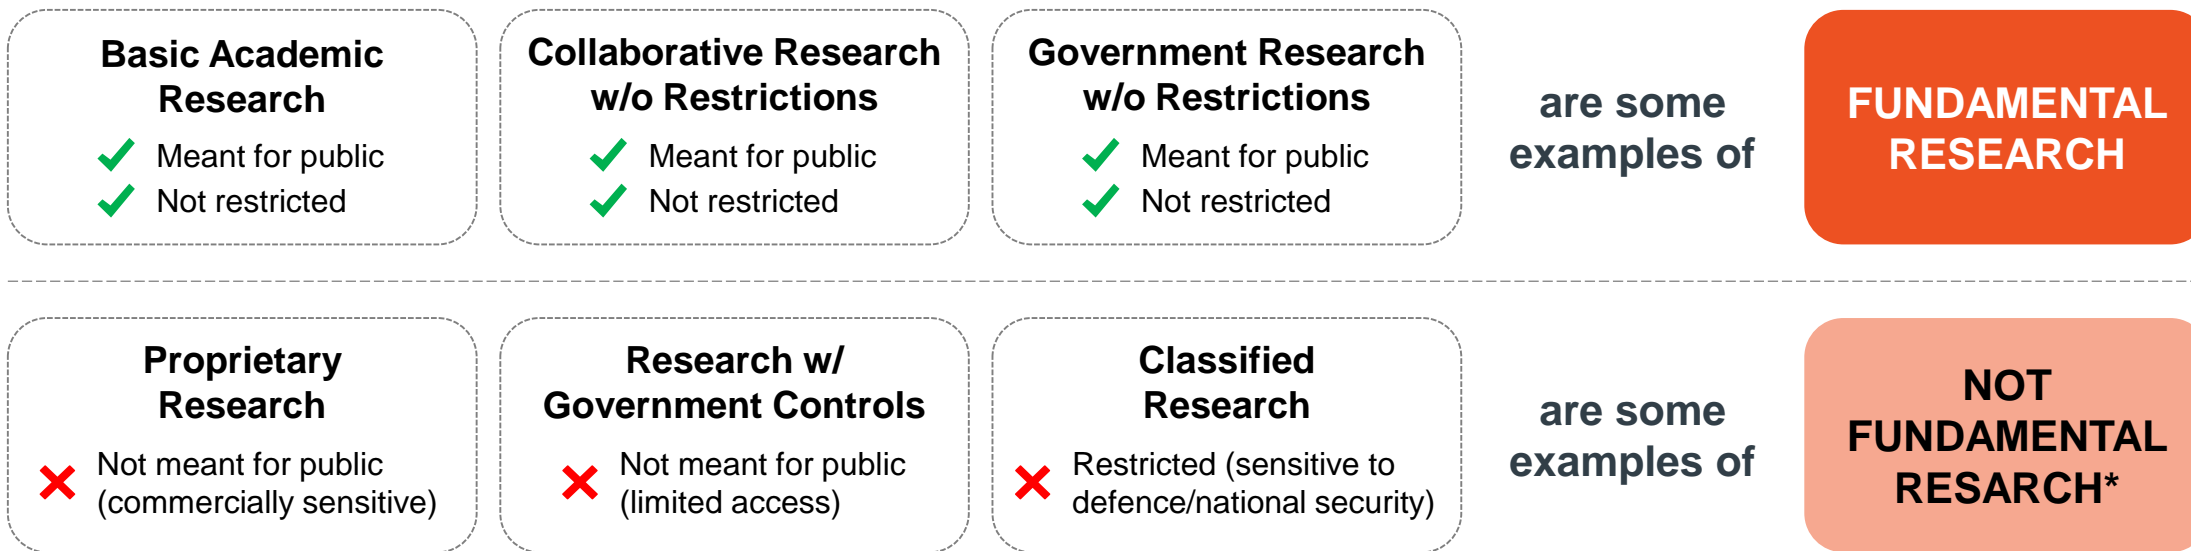 Basic Academic
Research
Meant for public
Not restricted
Collaborative Research
w/o Restrictions
Meant for public
Not restricted
Government Research
w/o Restrictions
Meant for public
Not restricted
are some
examples of
FUNDAMENTAL
RESEARCH
Proprietary
Research
Not meant for public
(commercially sensitive)
Research w/
Government Controls
Not meant for public
(limited access)
Classified
Research
Restricted (sensitive to
defence/national security)
are some
examples of
NOT
FUNDAMENTAL
RESARCH*